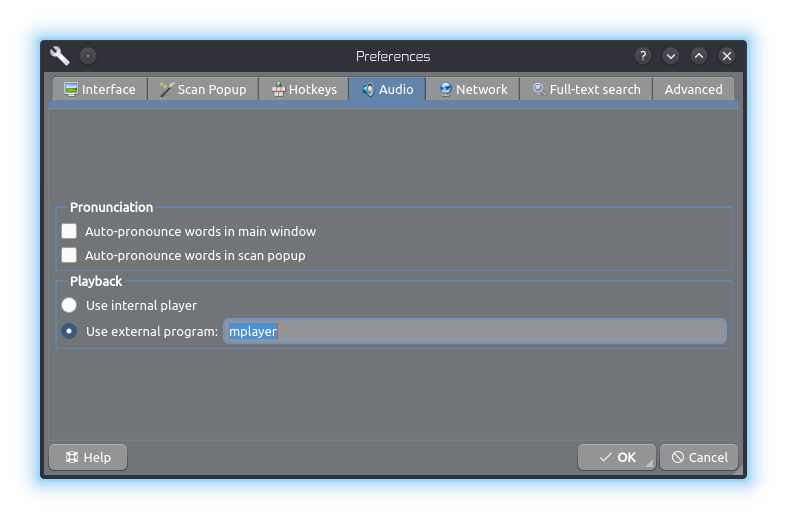 Preferences
Interface Scan Popup Hotkeys Audio Network Full-text search Advanced
Pronunciation
Auto-pronounce words in main window
Auto-pronounce words in scan popup
Playback
Use internal player
Use external program: mplayer
Help OK Cancel